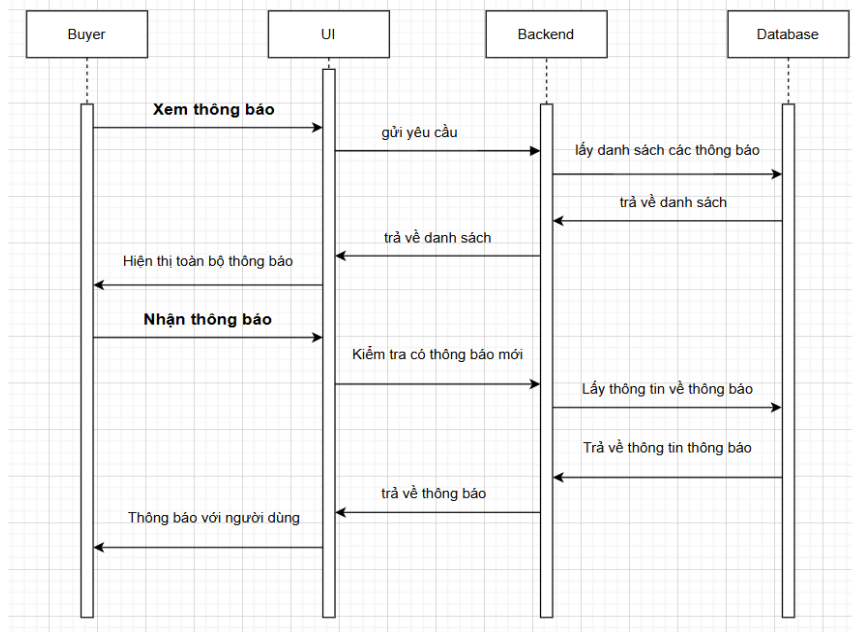 Buyer
UI
Backend
Database
Xem thông báo
gửi yêu cầu
lấy danh sách các thông báo
trả về danh sách
trả về danh sách
Hiện thị toàn bộ thông báo
Nhận thông báo
Kiểm tra có thông báo mới
Lấy thông tin về thông báo
Trả về thông tin thông báo
trả về thông báo
Thông báo với người dùng